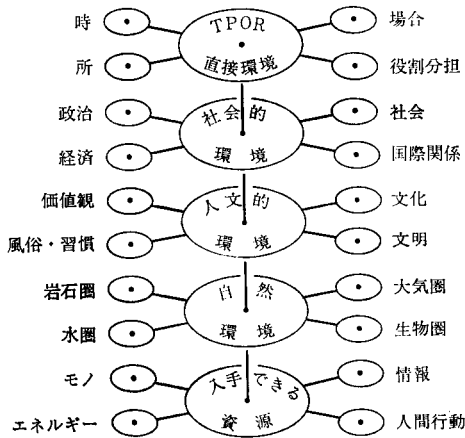 時
TPOR
場合
所
直接環境
役割分担
政治
社会的
社会
経済
環境
国際関係
価値観
人文的
文化
風俗・習慣
環境
文明
岩石圏
自然
大気圏
水圏
環境
生物圏
モノ
入手できる
情報
エネルギー
資源
人間行動